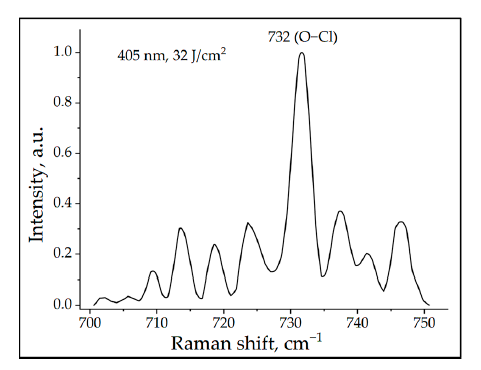 732 (O–Cl)
405 nm, 32 J/cm²
1.0
0.8
0.6
0.4
0.2
0.0
Intensity, a.u.
700 710 720 730 740 750
Raman shift, cm⁻¹